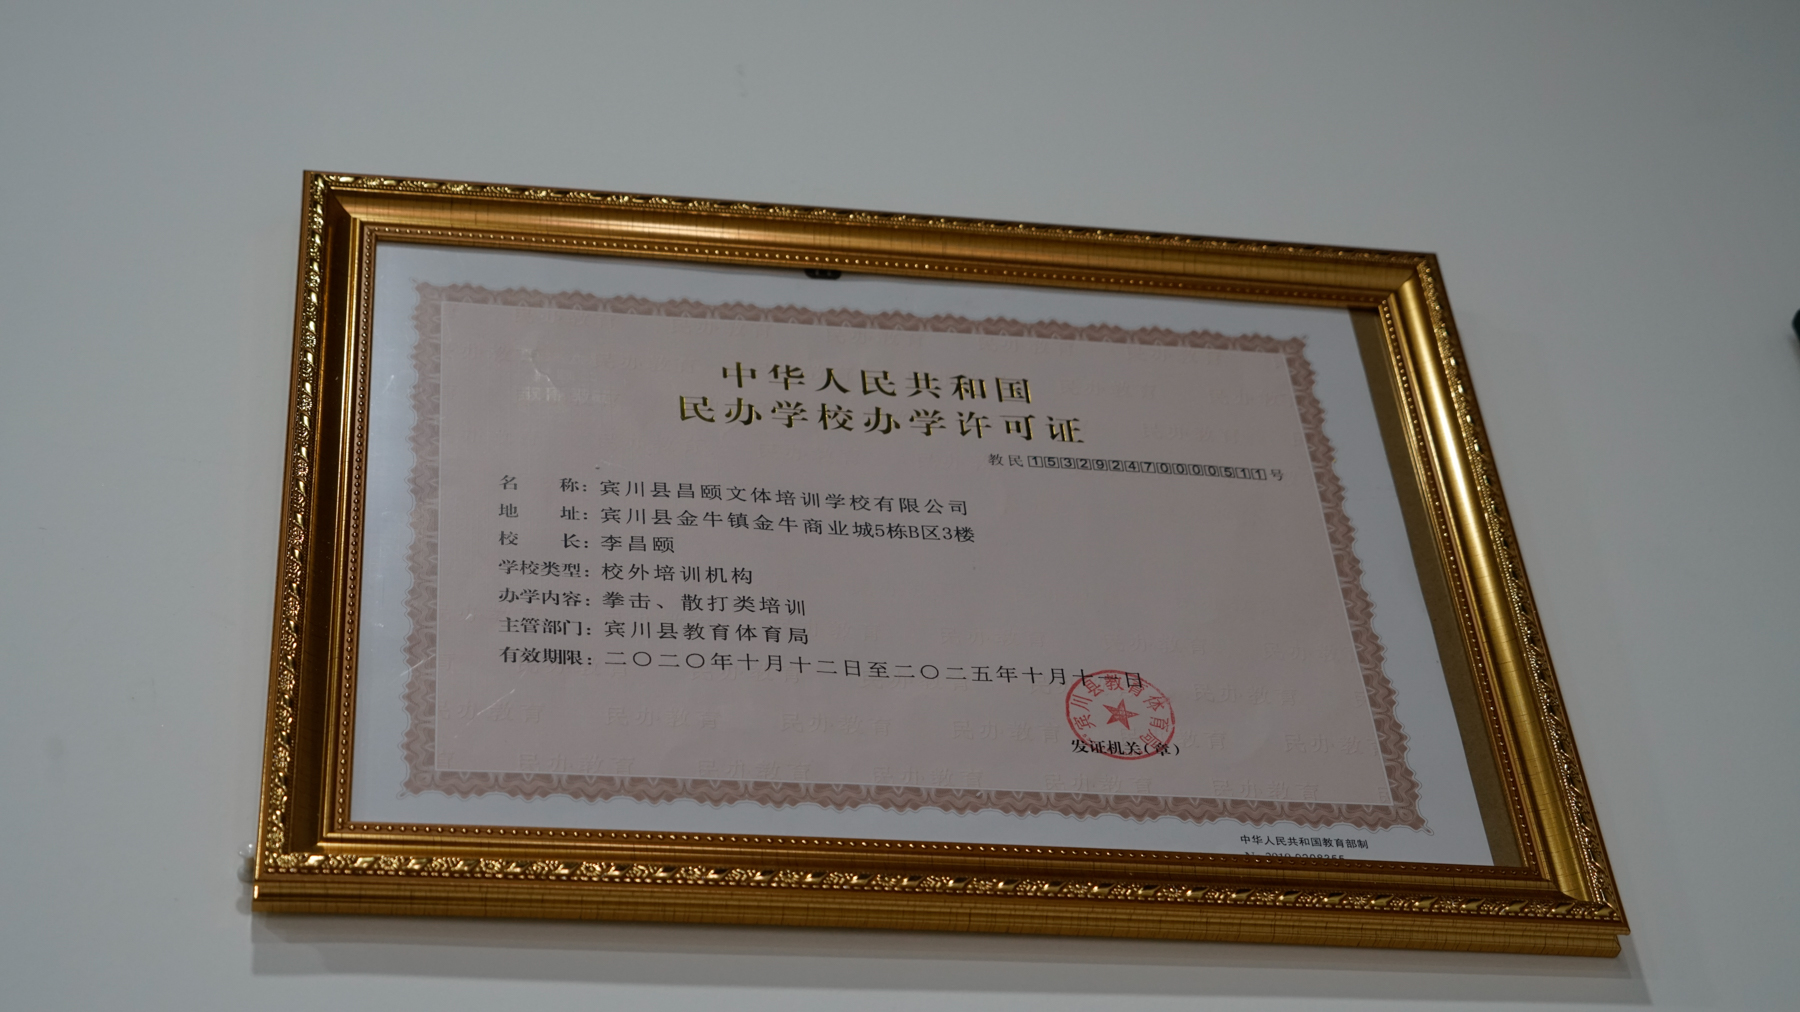 中华人民共和国
民办学校办学许可证
教民153292470000511号
名称：宾川县昌颐文体培训学校有限公司
地址：宾川县金牛镇金牛商业城5栋B区3楼
校长：李昌颐
学校类型：校外培训机构
办学内容：拳击、散打类培训
主管部门：宾川县教育体育局
有效期限：二〇二〇年十月十二日至二〇二五年十月十一日
宾川县教育体育局
发证机关（章）
中华人民共和国教育部制